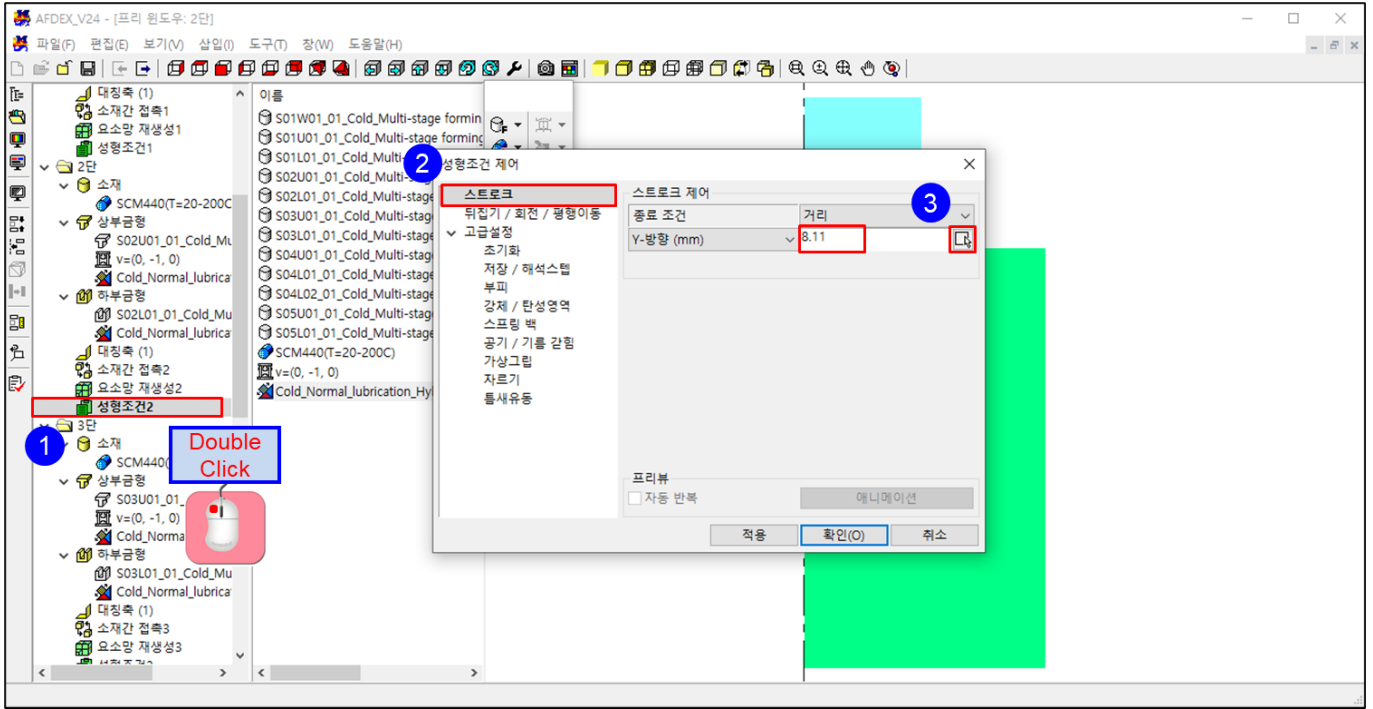 AFDEX_V24 - [프리 윈도우: 2단]
파일(F) 편집(E) 보기(V) 삽입(I) 도구(T) 창(W) 도움말(H)
대칭축 (1)
소재간 접촉1
요소망 재생성1
성형조건1
2단
소재
SCM440(T=20-200C
상부금형
S02U01_01_Cold_Mu
v=(0, -1, 0)
Cold_Normal_lubrica
하부금형
S02L01_01_Cold_Mu
Cold_Normal_lubrica
대칭축 (1)
소재간 접촉2
요소망 재생성2
성형조건2
3단
소재
SCM440(
상부금형
S03U01_01_
v=(0, -1, 0)
Cold_Norma
하부금형
S03L01_01_Cold_Mu
Cold_Normal_lubrica
대칭축 (1)
소재간 접촉3
요소망 재생성3
성형조건3
1
Double
Click
이름
S01W01_01_Cold_Multi-stage formin
S01U01_01_Cold_Multi-stage forming
S01L01_01_Cold_Multi-
S02U01_01_Cold_Multi-stage
S02L01_01_Cold_Multi-stage
S03U01_01_Cold_Multi-stag
S03L01_01_Cold_Multi-stage
S04U01_01_Cold_Multi-stage
S04L01_01_Cold_Multi-stage
S04L02_01_Cold_Multi-stage
S05U01_01_Cold_Multi-stag
S05L01_01_Cold_Multi-stage
SCM440(T=20-200C)
v=(0, -1, 0)
Cold_Normal_lubrication_Hyl
2
성형조건 제어
스트로크
뒤집기 / 회전 / 평행이동
고급설정
초기화
저장 / 해석스텝
부피
강체 / 탄성영역
스프링 백
공기 / 기름 갇힘
가상그립
자르기
틈새유동
스트로크 제어
3
종료 조건 거리
Y-방향 (mm) 8.11
프리뷰
자동 반복 애니메이션
적용 확인(O) 취소